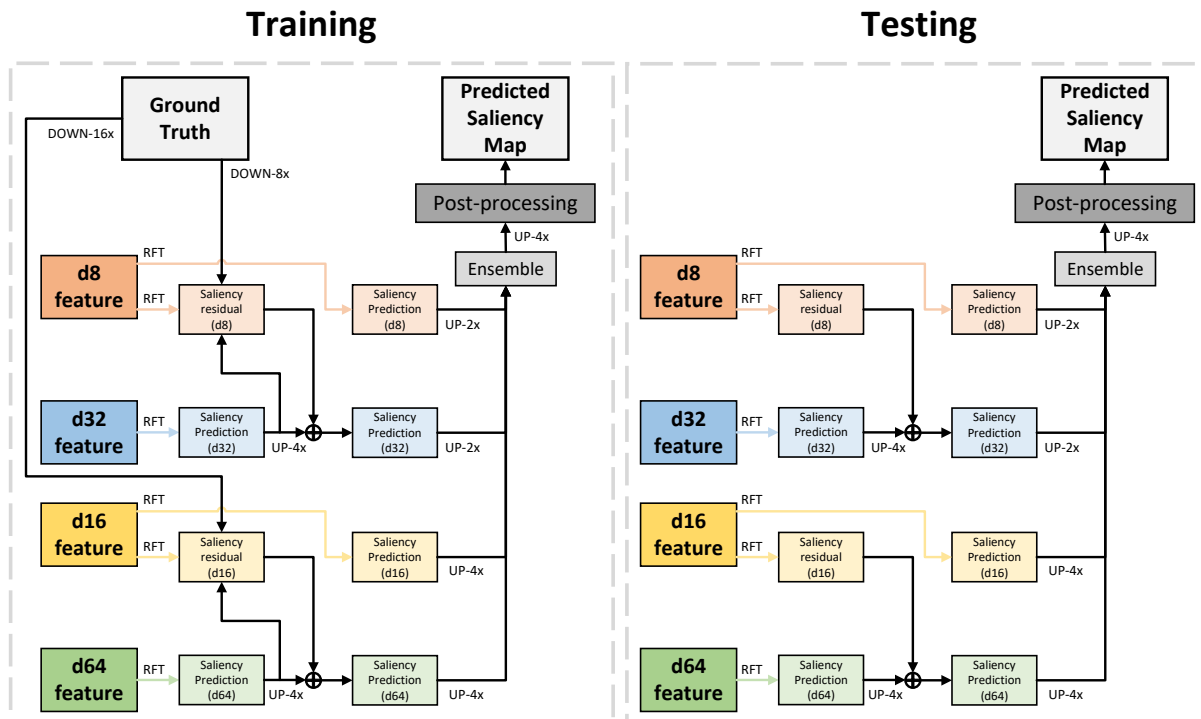 Training
Ground
Truth
DOWN-16x
DOWN-8x
Predicted
Saliency
Map
Post-processing
UP-4x
Ensemble
d8
feature
RFT
RFT
Saliency
residual
(d8)
Saliency
Prediction
(d8)
UP-2x
d32
feature
RFT
Saliency
Prediction
(d32)
UP-4x
Saliency
Prediction
(d32)
UP-2x
d16
feature
RFT
RFT
Saliency
residual
(d16)
Saliency
Prediction
(d16)
UP-4x
d64
feature
RFT
Saliency
Prediction
(d64)
UP-4x
Saliency
Prediction
(d64)
UP-4x
Testing
Predicted
Saliency
Map
Post-processing
UP-4x
Ensemble
d8
feature
RFT
RFT
Saliency
residual
(d8)
Saliency
Prediction
(d8)
UP-2x
d32
feature
RFT
Saliency
Prediction
(d32)
UP-4x
Saliency
Prediction
(d32)
UP-2x
d16
feature
RFT
RFT
Saliency
residual
(d16)
Saliency
Prediction
(d16)
UP-4x
d64
feature
RFT
Saliency
Prediction
(d64)
UP-4x
Saliency
Prediction
(d64)
UP-4x